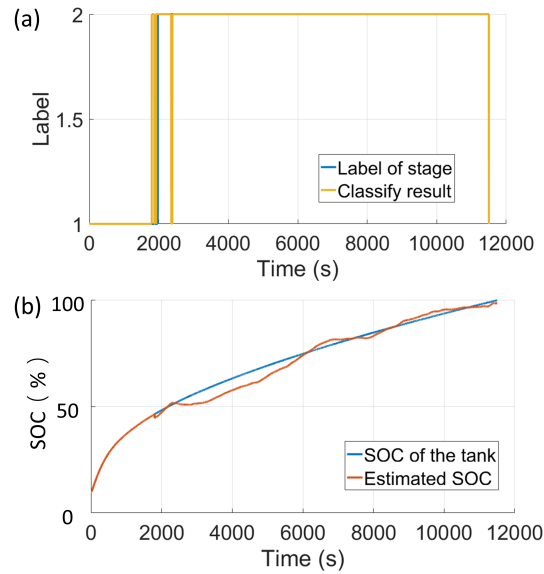 (a)
2
1.5
1
Label
Label of stage
Classify result
0 2000 4000 6000 8000 10000 12000
Time (s)
(b)
100
50
0
SOC ( % )
SOC of the tank
Estimated SOC
0 2000 4000 6000 8000 10000 12000
Time (s)